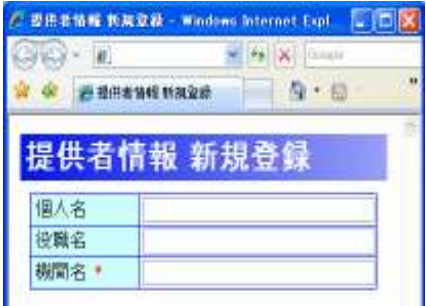 提供者情報 新規登録 - Windows Internet Expl
Google
提供者情報 新規登録
提供者情報 新規登録
個人名
役職名
機関名 *